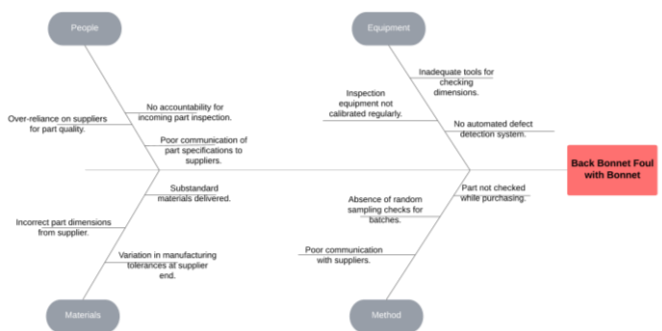 People
Equipment
Over-reliance on suppliers
for part quality.
No accountability for
incoming part inspection.
Poor communication of
part specifications to
suppliers.
Inspection
equipment not
calibrated regularly.
Inadequate tools for
checking
dimensions.
No automated defect
detection system.
Back Bonnet Foul
with Bonnet
Incorrect part dimensions
from supplier.
Substandard
materials delivered.
Variation in manufacturing
tolerances at supplier
end.
Absence of random
sampling checks for
batches.
Poor communication
with suppliers.
Part not checked
while purchasing.
Materials
Method